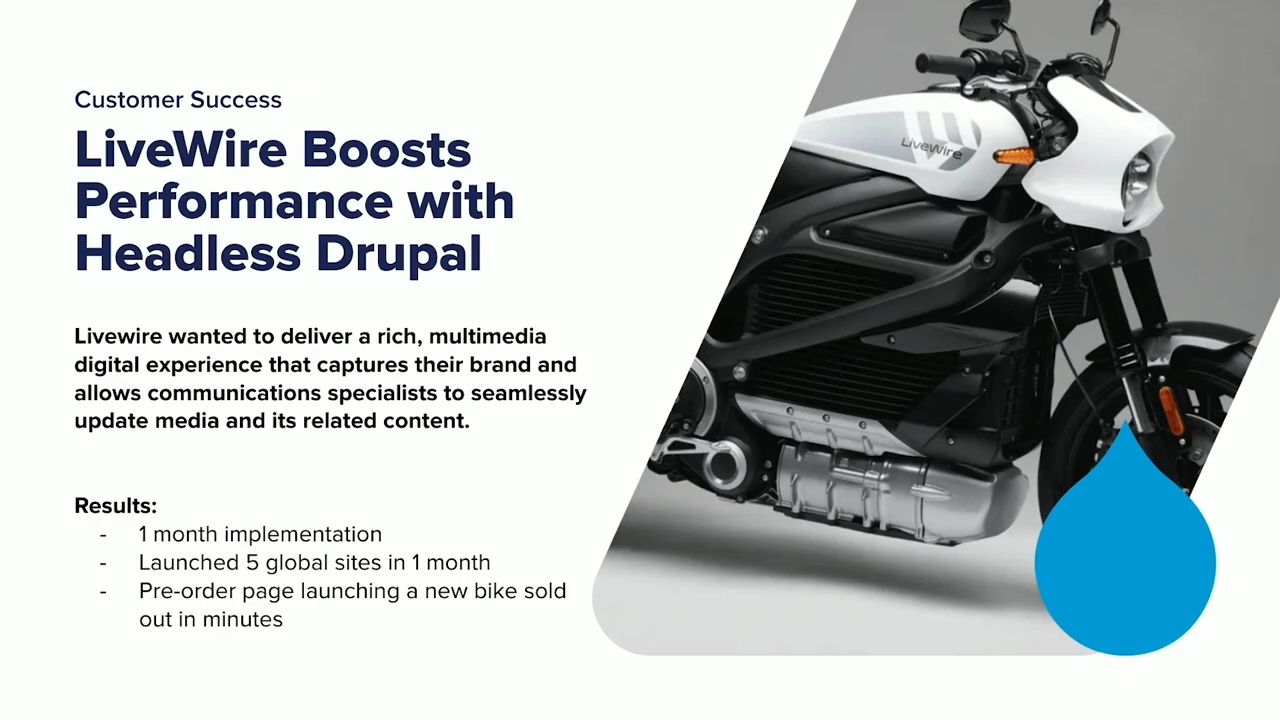 Customer Success
LiveWire Boosts
Performance with
Headless Drupal
Livewire wanted to deliver a rich, multimedia
digital experience that captures their brand and
allows communications specialists to seamlessly
update media and its related content.
Results:
- 1 month implementation
- Launched 5 global sites in 1 month
- Pre-order page launching a new bike sold
out in minutes
LiveWire